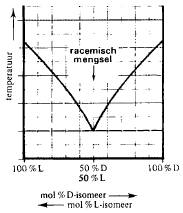 temperatuur
racemisch
mengsel
100 % L
50 % D
100 % D
50 % L
mol % D-isomeer
mol % L-isomeer